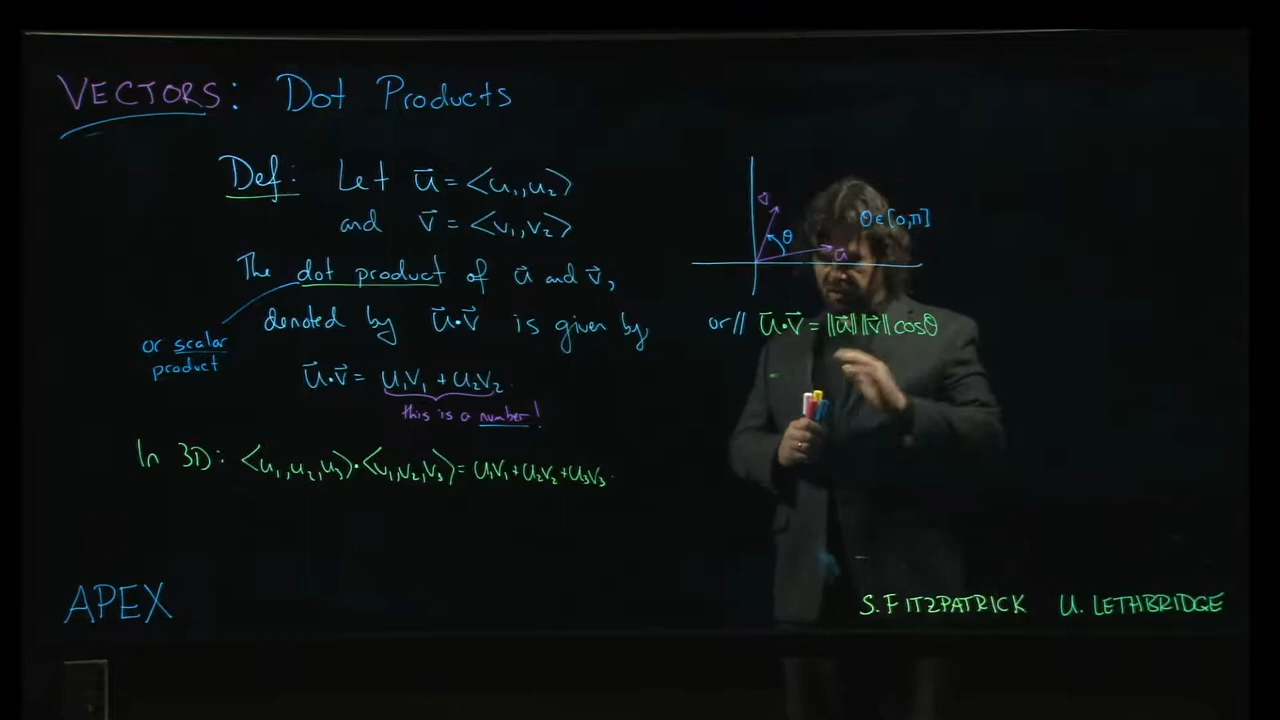 VECTORS: Dot Products
Def: Let u⃗ = <u₁,u₂>
and v⃗ = <v₁,v₂>
The dot product of u⃗ and v⃗,
denoted by u⃗·v⃗ is given by
or scalar
product
u⃗·v⃗ = u₁v₁ + u₂v₂.
this is a number!
In 3D: <u₁,u₂,u₃>·<v₁,v₂,v₃> = u₁v₁+u₂v₂+u₃v₃.
v⃗
θ
u⃗
θ∈[0,π]
or// u⃗·v⃗ = ‖u⃗‖‖v⃗‖cosθ
APEX
S. FITZPATRICK U. LETHBRIDGE